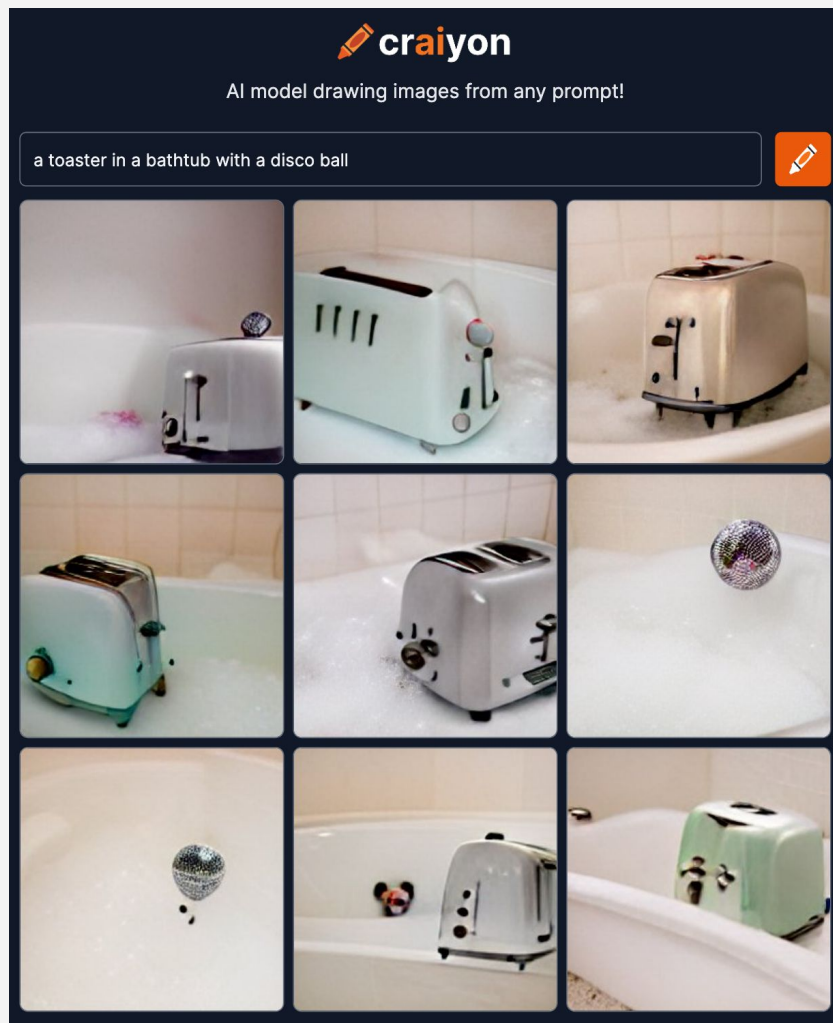 craiyon
AI model drawing images from any prompt!
a toaster in a bathtub with a disco ball